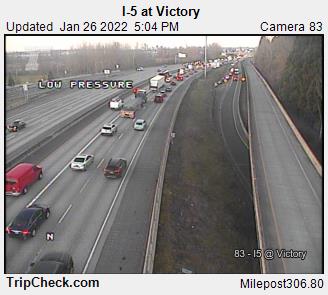 I-5 at Victory
Updated Jan 26 2022 5:04 PM Camera 83
LOW PRESSURE
N
83 - I5 @ Victory
TripCheck.com Milepost306.80